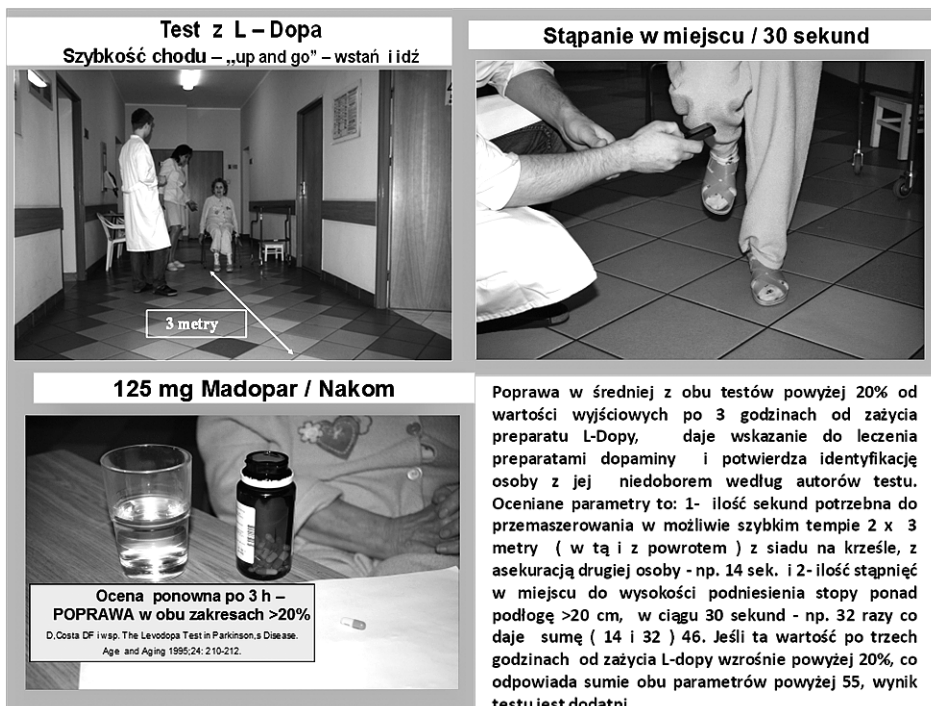 Test z L – Dopa
Szybkość chodu – „up and go” – wstań i idź
3 metry
Stąpanie w miejscu / 30 sekund
125 mg Madopar / Nakom
Ocena ponowna po 3 h –
POPRAWA w obu zakresach >20%
D,Costa DF i wsp. The Levodopa Test in Parkinson,s Disease.
Age and Aging 1995;24: 210-212.
Poprawa w średniej z obu testów powyżej 20% od
wartości wyjściowych po 3 godzinach od zażycia
preparatu L-Dopy, daje wskazanie do leczenia
preparatami dopaminy i potwierdza identyfikację
osoby z jej niedoborem według autorów testu.
Oceniane parametry to: 1- ilość sekund potrzebna do
przemaszerowania w możliwie szybkim tempie 2 x 3
metry ( w tą i z powrotem ) z siadu na krześle, z
asekuracją drugiej osoby - np. 14 sek. i 2- ilość stąpnięć
w miejscu do wysokości podniesienia stopy ponad
podłogę >20 cm, w ciągu 30 sekund - np. 32 razy co
daje sumę ( 14 i 32 ) 46. Jeśli ta wartość po trzech
godzinach od zażycia L-dopy wzrośnie powyżej 20%, co
odpowiada sumie obu parametrów powyżej 55, wynik
testu jest dodatni